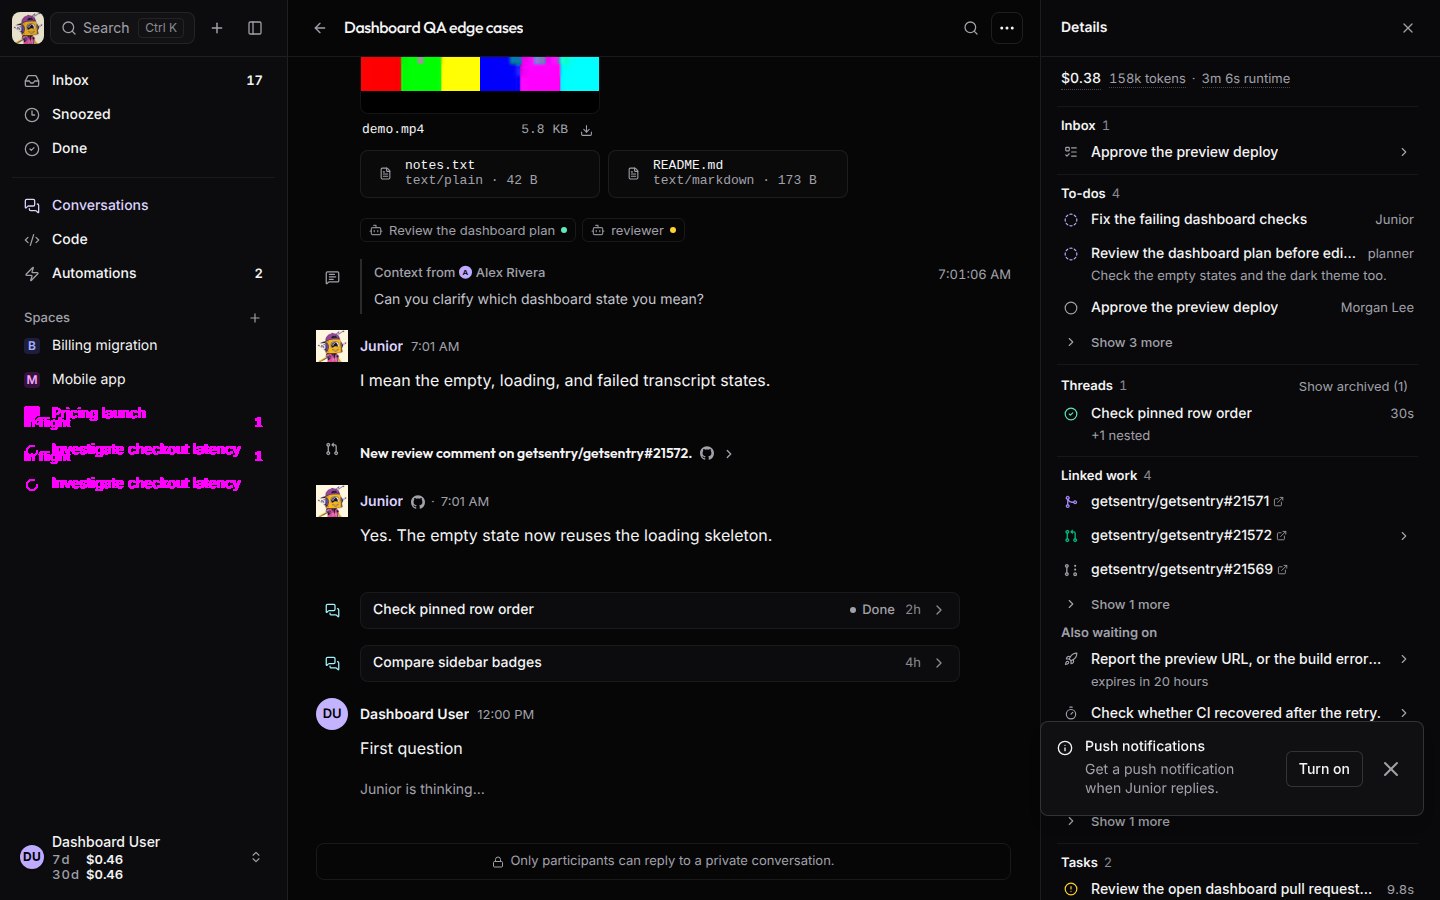 Search Ctrl K
Inbox 17
Snoozed
Done
Conversations
Code
Automations 2
Spaces
B Billing migration
M Mobile app
Pricing launch
In flight 1
Investigate checkout latency
In flight 1
Investigate checkout latency
DU Dashboard User
7d $0.46
30d $0.46
Dashboard QA edge cases
demo.mp4 5.8 KB
notes.txt
text/plain · 42 B
README.md
text/markdown · 173 B
Review the dashboard plan
reviewer
Context from A Alex Rivera 7:01:06 AM
Can you clarify which dashboard state you mean?
Junior 7:01 AM
I mean the empty, loading, and failed transcript states.
New review comment on getsentry/getsentry#21572.
Junior · 7:01 AM
Yes. The empty state now reuses the loading skeleton.
Check pinned row order Done 2h
Compare sidebar badges 4h
DU Dashboard User 12:00 PM
First question
Junior is thinking...
Only participants can reply to a private conversation.
Details
$0.38 158k tokens · 3m 6s runtime
Inbox 1
Approve the preview deploy
To-dos 4
Fix the failing dashboard checks Junior
Review the dashboard plan before edi... planner
Check the empty states and the dark theme too.
Approve the preview deploy Morgan Lee
Show 3 more
Threads 1 Show archived (1)
Check pinned row order 30s
+1 nested
Linked work 4
getsentry/getsentry#21571
getsentry/getsentry#21572
getsentry/getsentry#21569
Show 1 more
Also waiting on
Report the preview URL, or the build error...
expires in 20 hours
Check whether CI recovered after the retry.
Push notifications
Get a push notification
when Junior replies.
Turn on
Show 1 more
Tasks 2
Review the open dashboard pull request... 9.8s